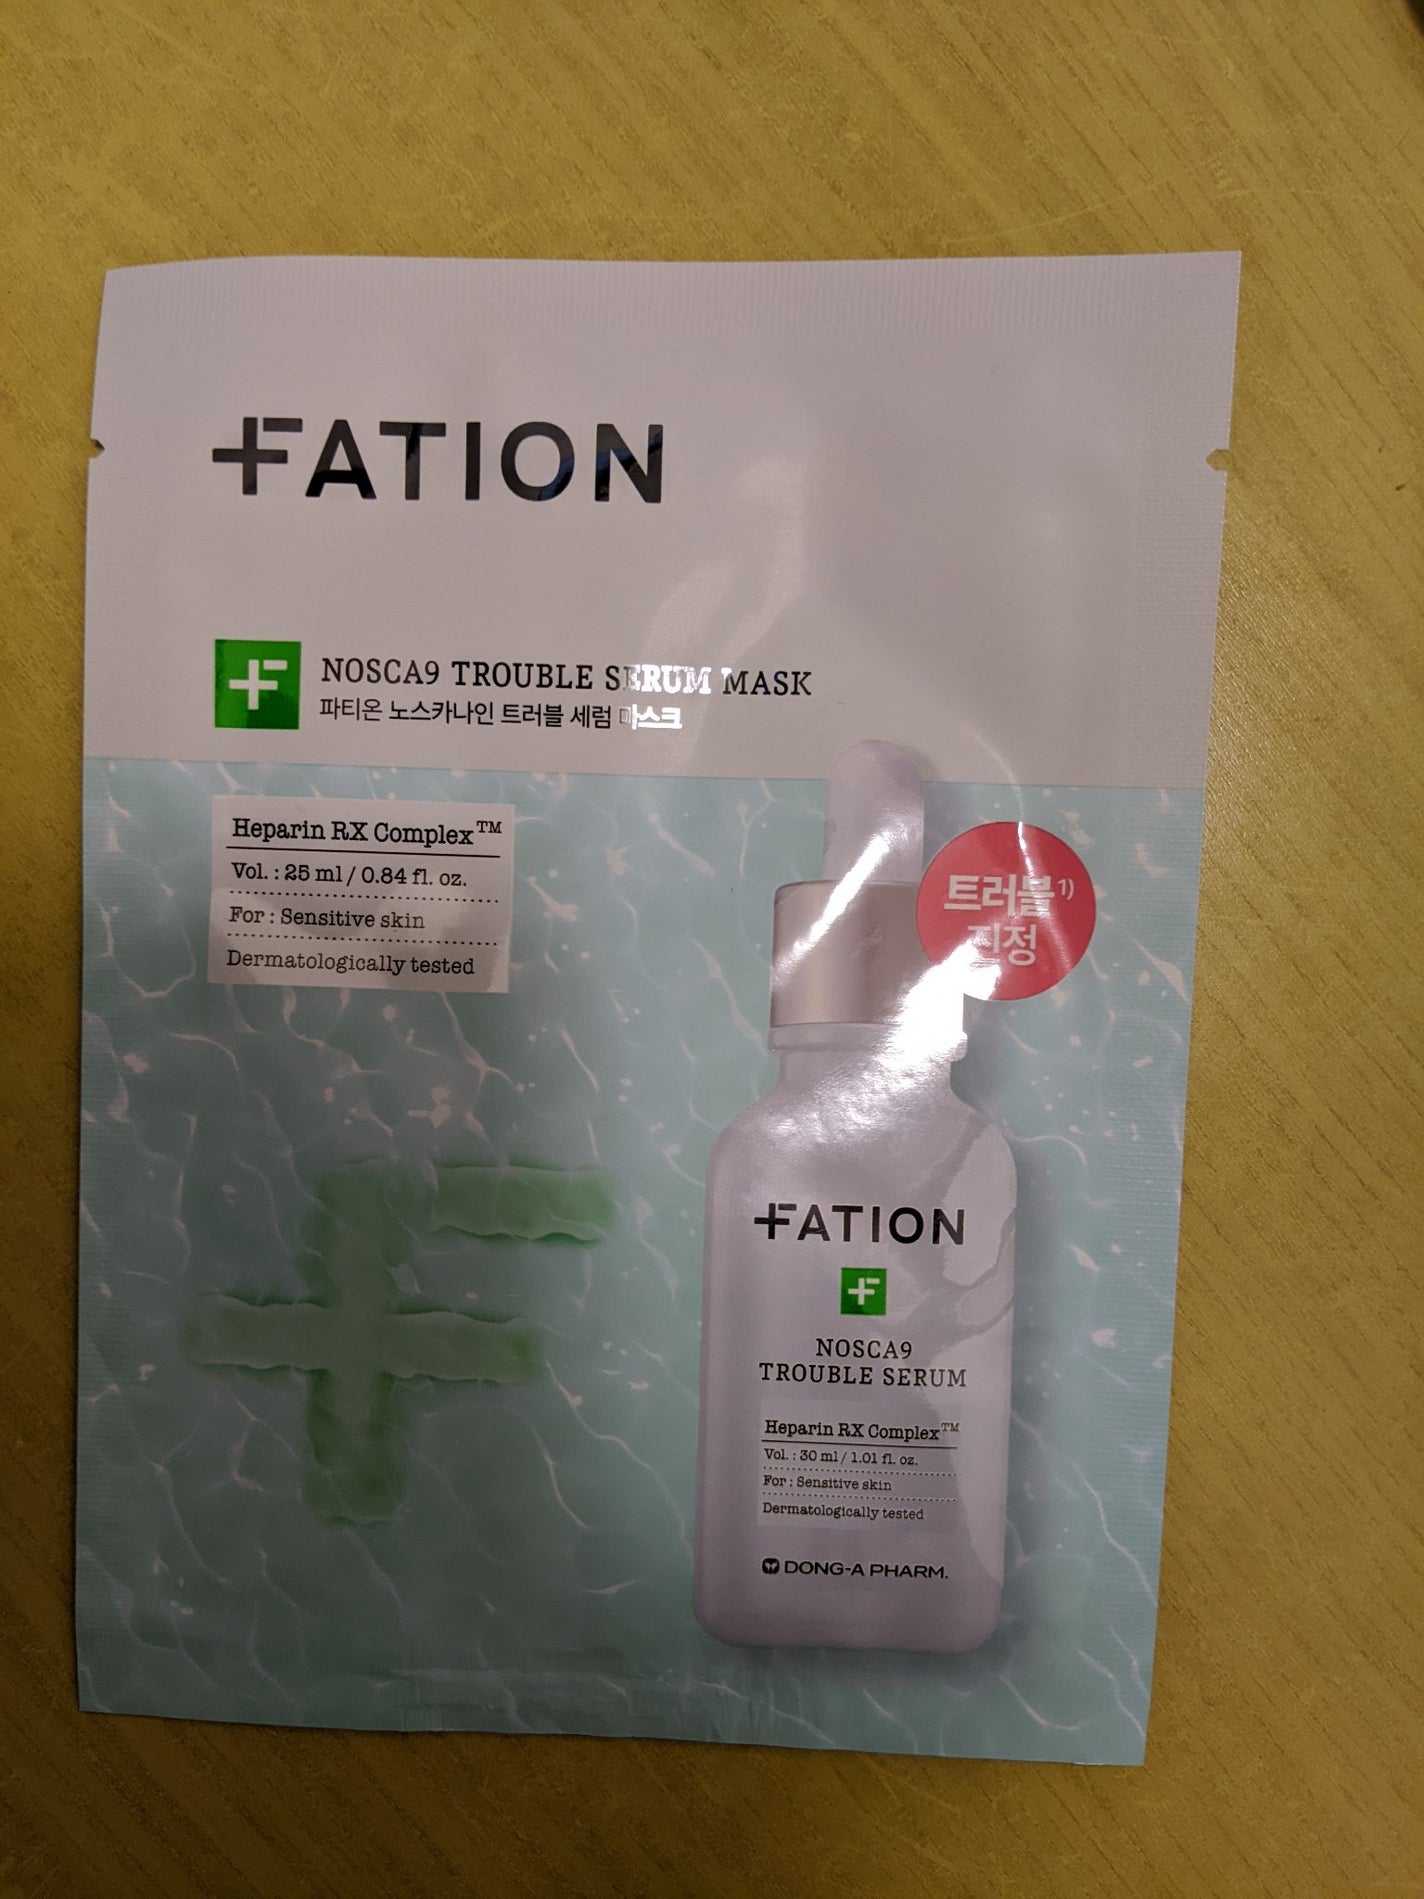 FATION
NOSCA9 TROUBLE SERUM MASK
파티온 노스카나인 트러블 세럼 마스크
Heparin RX Complex™
Vol. : 25 ml / 0.84 fl. oz.
For : Sensitive skin
Dermatologically tested
트러블1)
진정
FATION
NOSCA9
TROUBLE SERUM
Heparin RX Complex™
Vol. : 30 ml / 1.01 fl. oz.
For : Sensitive skin
Dermatologically tested
DONG-A PHARM.